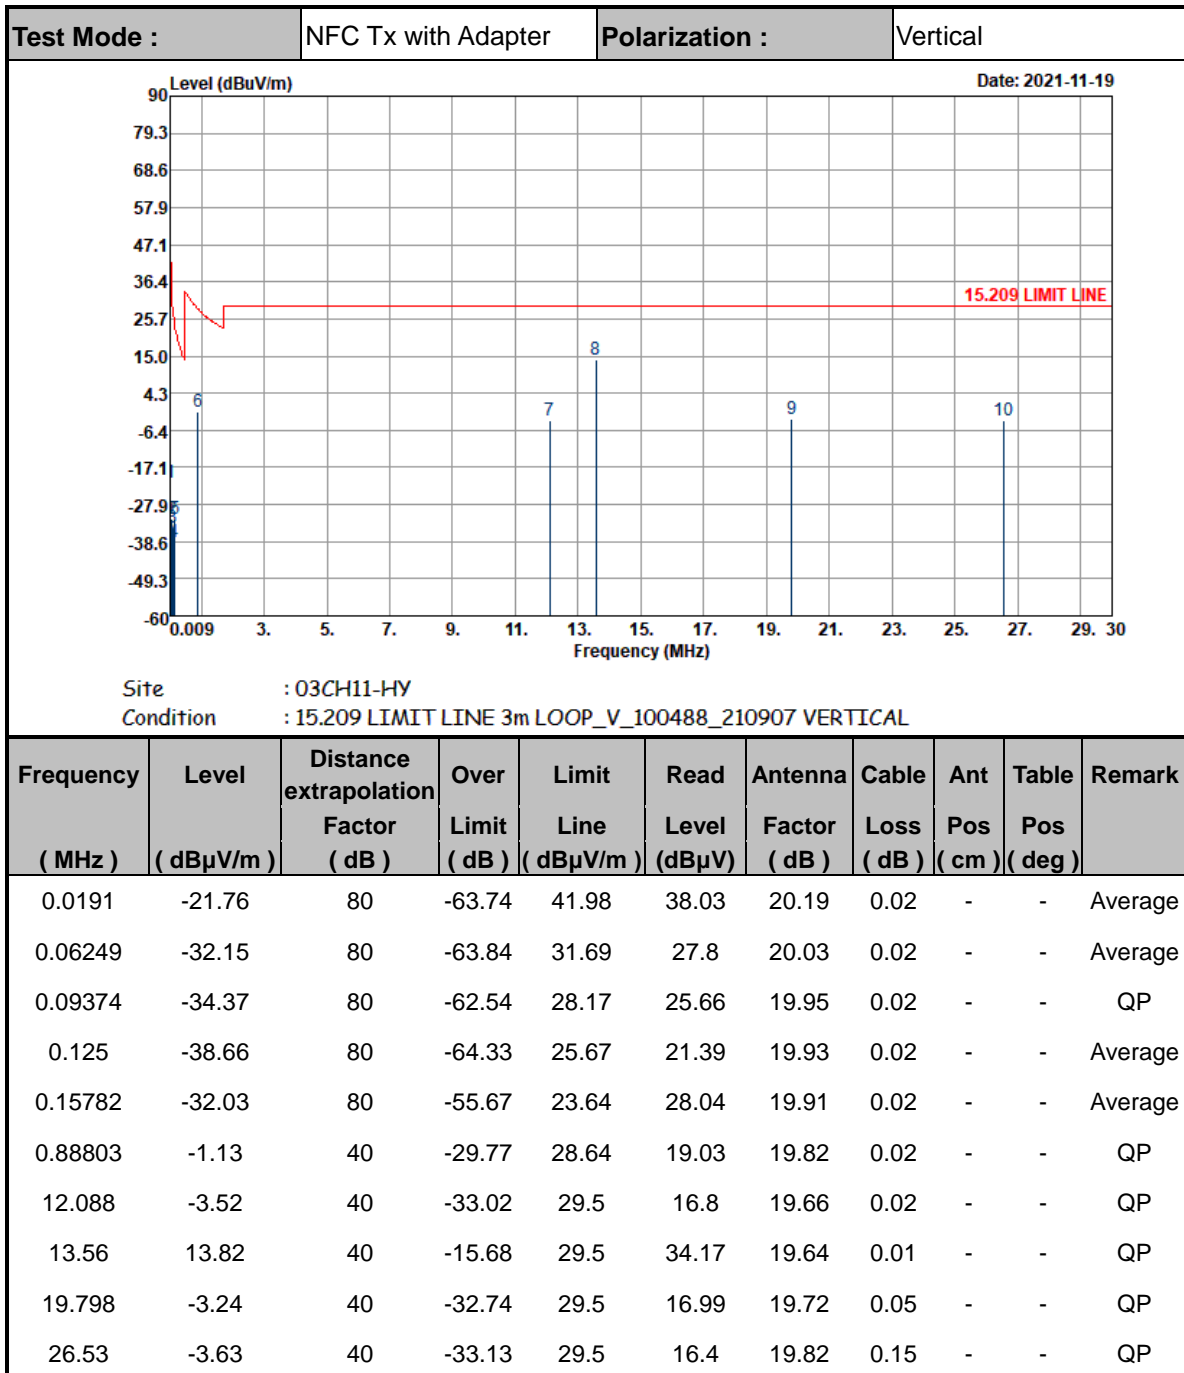 Test Mode : NFC Tx with Adapter Polarization : Vertical
Level (dBuV/m) Date: 2021-11-19
90
79.3
68.6
57.9
47.1
36.4
15.209 LIMIT LINE
25.7
15.0
8
4.3
6 7 9 10
-6.4
-17.1
-27.9
5
-38.6
-49.3
-60
0.009 3. 5. 7. 9. 11. 13. 15. 17. 19. 21. 23. 25. 27. 29. 30
Frequency (MHz)
Site : 03CH11-HY
Condition : 15.209 LIMIT LINE 3m LOOP_V_100488_210907 VERTICAL
Frequency Level Distance extrapolation Over Limit Read Antenna Cable Ant Table Remark
Factor Limit Line Level Factor Loss Pos Pos
( MHz ) ( dBµV/m ) ( dB ) ( dB ) ( dBµV/m ) (dBµV) ( dB ) ( dB ) ( cm ) ( deg )
0.0191 -21.76 80 -63.74 41.98 38.03 20.19 0.02 - - Average
0.06249 -32.15 80 -63.84 31.69 27.8 20.03 0.02 - - Average
0.09374 -34.37 80 -62.54 28.17 25.66 19.95 0.02 - - QP
0.125 -38.66 80 -64.33 25.67 21.39 19.93 0.02 - - Average
0.15782 -32.03 80 -55.67 23.64 28.04 19.91 0.02 - - Average
0.88803 -1.13 40 -29.77 28.64 19.03 19.82 0.02 - - QP
12.088 -3.52 40 -33.02 29.5 16.8 19.66 0.02 - - QP
13.56 13.82 40 -15.68 29.5 34.17 19.64 0.01 - - QP
19.798 -3.24 40 -32.74 29.5 16.99 19.72 0.05 - - QP
26.53 -3.63 40 -33.13 29.5 16.4 19.82 0.15 - - QP